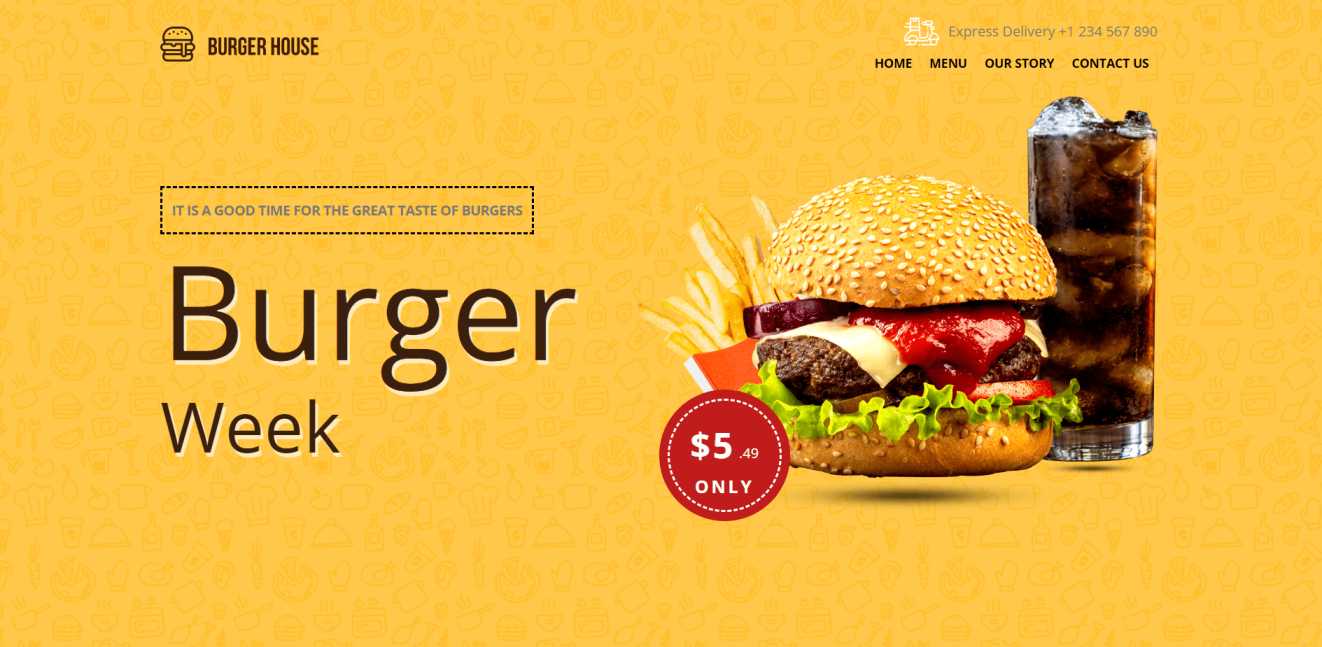 BURGER HOUSE
Express Delivery +1 234 567 890
HOME MENU OUR STORY CONTACT US
IT IS A GOOD TIME FOR THE GREAT TASTE OF BURGERS
Burger
Week
$5 .49
ONLY